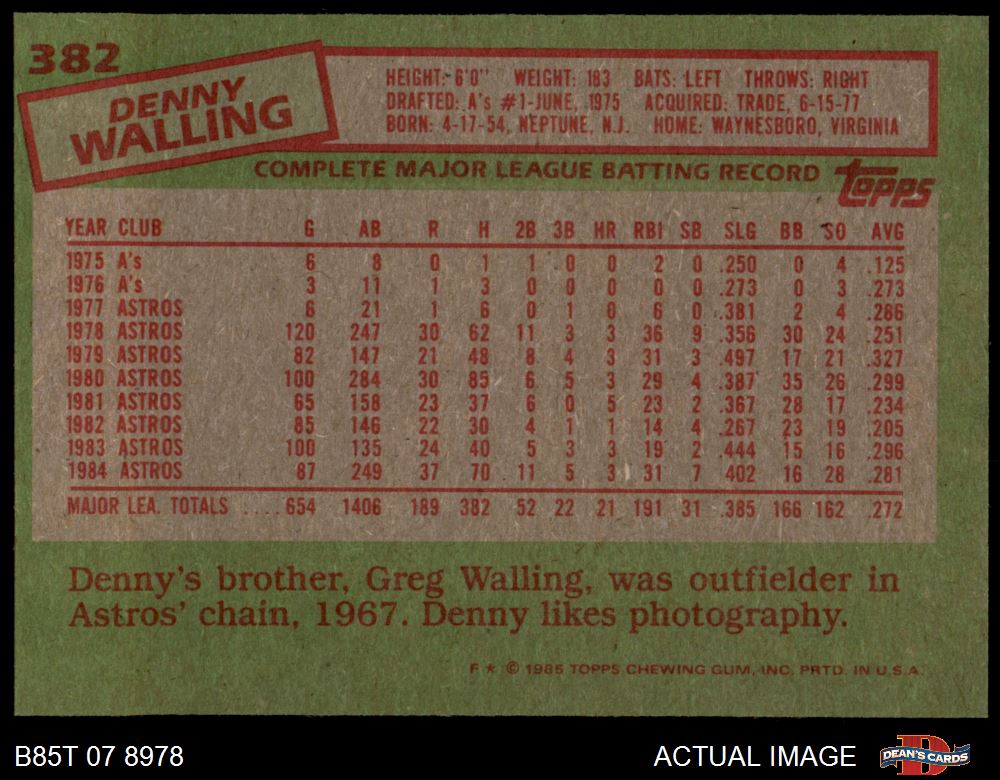 382
DENNY
WALLING
HEIGHT: 6'0" WEIGHT: 183 BATS: LEFT THROWS: RIGHT
DRAFTED: A's #1-JUNE, 1975 ACQUIRED: TRADE, 6-15-77
BORN: 4-17-54, NEPTUNE, N.J. HOME: WAYNESBORO, VIRGINIA
COMPLETE MAJOR LEAGUE BATTING RECORD topps
YEAR CLUB G AB R H 2B 3B HR RBI SB SLG BB SO AVG
1975 A's 6 8 0 1 1 0 0 2 0 .250 0 4 .125
1976 A's 3 11 1 3 0 0 0 0 0 .273 0 3 .273
1977 ASTROS 6 21 1 6 0 1 0 6 0 .381 2 4 .286
1978 ASTROS 120 247 30 62 11 3 3 36 9 .356 30 24 .251
1979 ASTROS 82 147 21 48 8 4 3 31 3 .497 17 21 .327
1980 ASTROS 100 284 30 85 6 5 3 29 4 .387 35 26 .299
1981 ASTROS 65 158 23 37 6 0 5 23 2 .367 28 17 .234
1982 ASTROS 85 146 22 30 4 1 1 14 4 .267 23 19 .205
1983 ASTROS 100 135 24 40 5 3 3 19 2 .444 15 16 .296
1984 ASTROS 87 249 37 70 11 5 3 31 7 .402 16 28 .281
MAJOR LEA. TOTALS ....654 1406 189 382 52 22 21 191 31 .385 166 162 .272
Denny's brother, Greg Walling, was outfielder in
Astros' chain, 1967. Denny likes photography.
F * © 1985 TOPPS CHEWING GUM, INC. PRTD. IN U.S.A.
B85T 07 8978 ACTUAL IMAGE DEAN'S CARDS